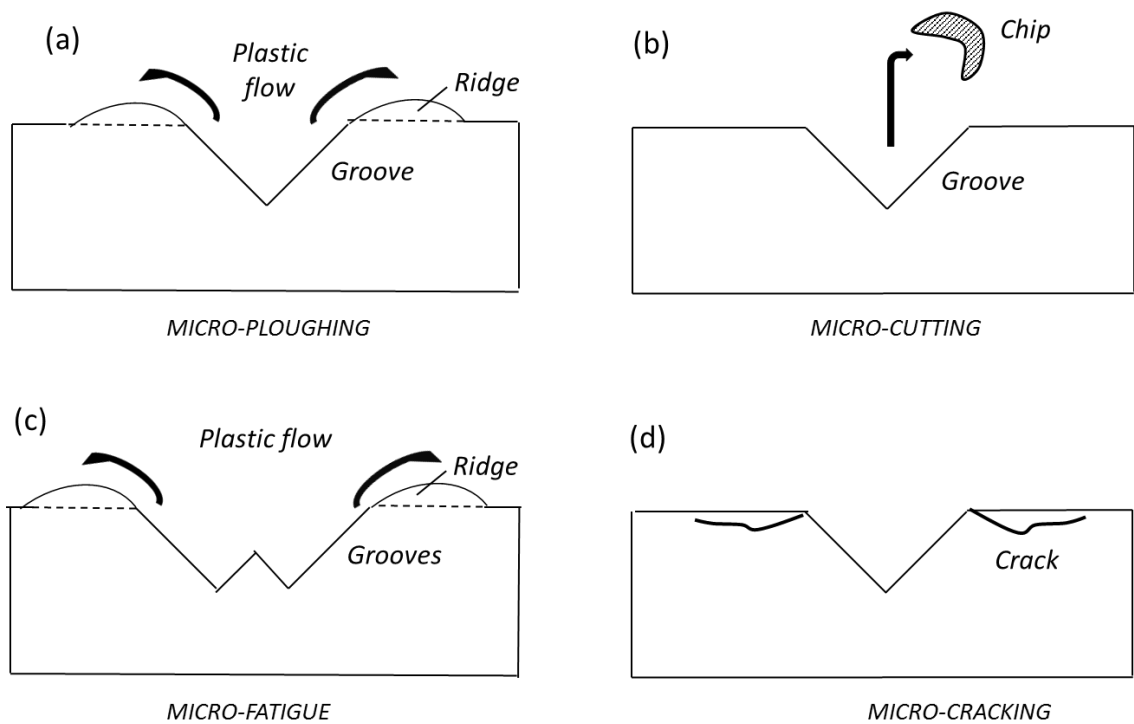 (a)
Plastic
flow
Ridge
Groove
MICRO-PLOUGHING
(b)
Chip
Groove
MICRO-CUTTING
(c)
Plastic flow
Ridge
Grooves
MICRO-FATIGUE
(d)
Crack
MICRO-CRACKING